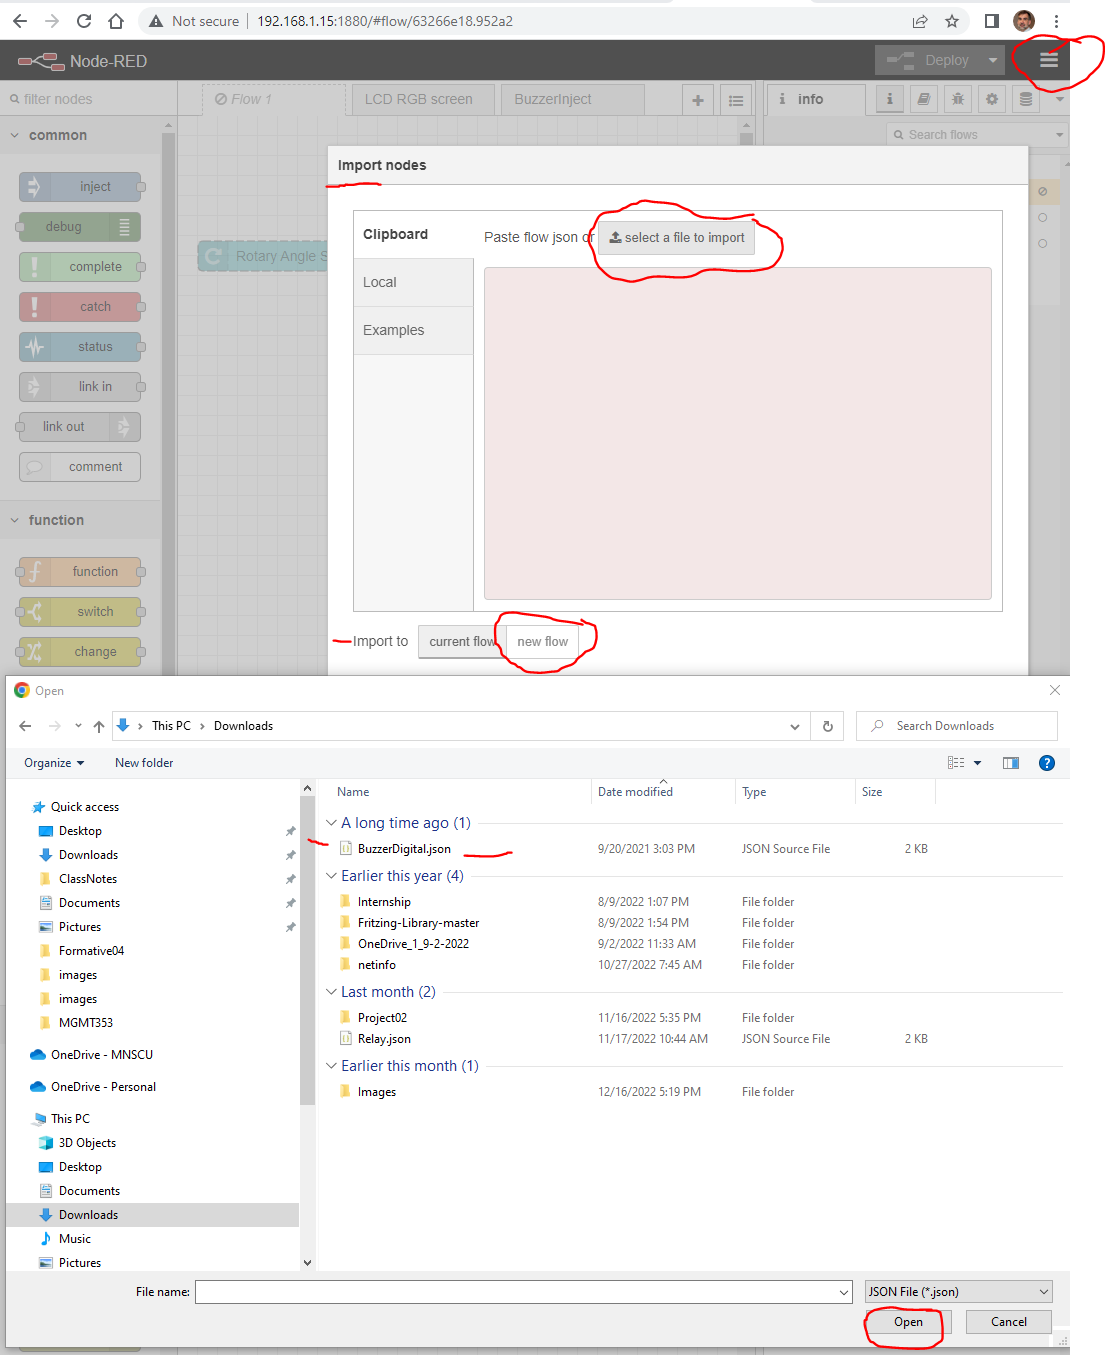 Not secure | 192.168.1.15:1880/#flow/63266e18.952a2
Node-RED
Deploy
filter nodes
Flow 1
LCD RGB screen
BuzzerInject
i info
Search flows
common
inject
debug
complete
catch
status
link in
link out
comment
function
function
switch
change
Rotary Angle S
Import nodes
Clipboard
Local
Examples
Paste flow json or
select a file to import
Import to
current flow
new flow
Open
This PC > Downloads
Search Downloads
Organize
New folder
Quick access
Desktop
Downloads
ClassNotes
Documents
Pictures
Formative04
images
images
MGMT353
OneDrive - MNSCU
OneDrive - Personal
This PC
3D Objects
Desktop
Documents
Downloads
Music
Pictures
Name Date modified Type Size
A long time ago (1)
BuzzerDigital.json 9/20/2021 3:03 PM JSON Source File 2 KB
Earlier this year (4)
Internship 8/9/2022 1:07 PM File folder
Fritzing-Library-master 8/9/2022 1:54 PM File folder
OneDrive_1_9-2-2022 9/2/2022 11:33 AM File folder
netinfo 10/27/2022 7:45 AM File folder
Last month (2)
Project02 11/16/2022 5:35 PM File folder
Relay.json 11/17/2022 10:44 AM JSON Source File 2 KB
Earlier this month (1)
Images 12/16/2022 5:19 PM File folder
File name:
JSON File (*.json)
Open
Cancel